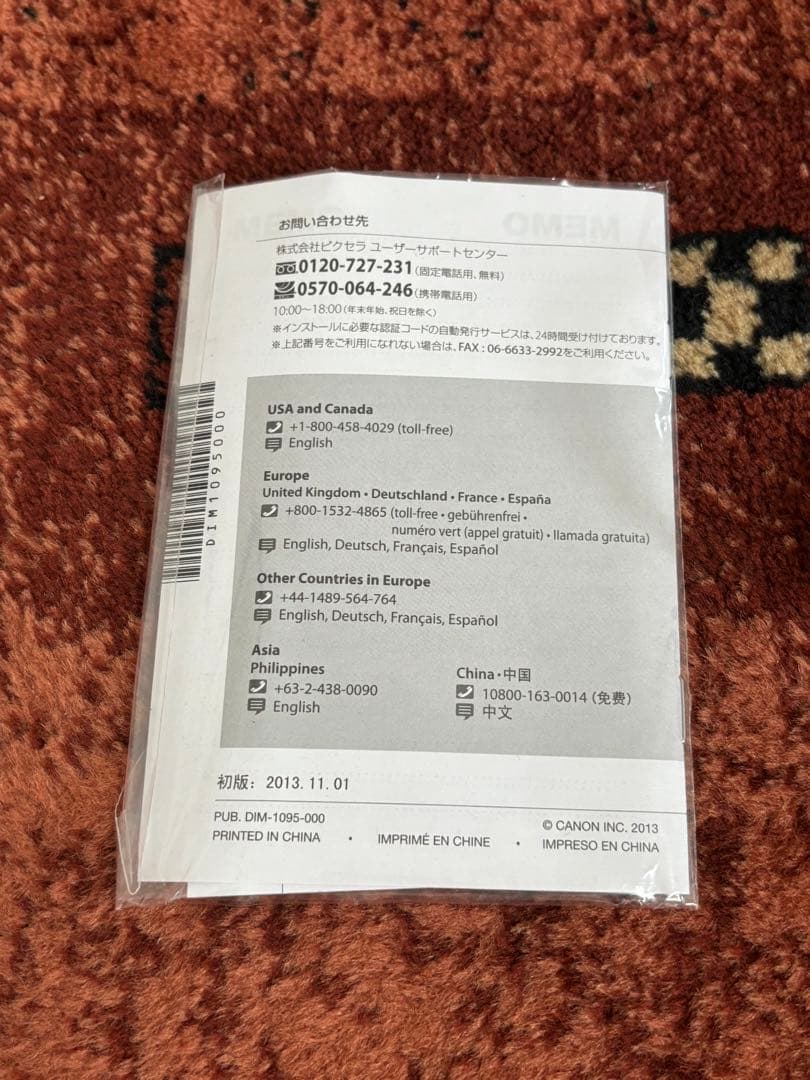 MEMO
お問い合わせ先
株式会社ピクセラ ユーザーサポートセンター
0120-727-231(固定電話用、無料)
0570-064-246(携帯電話用)
10:00〜18:00(年末年始、祝日を除く)
※インストールに必要な認証コードの自動発行サービスは、24時間受け付けております。
※上記番号をご利用になれない場合は、FAX : 06-6633-2992をご利用ください。
DIM1095000
USA and Canada
+1-800-458-4029 (toll-free)
English
Europe
United Kingdom • Deutschland • France • España
+800-1532-4865 (toll-free • gebührenfrei •
numéro vert (appel gratuit) • llamada gratuita)
English, Deutsch, Français, Español
Other Countries in Europe
+44-1489-564-764
English, Deutsch, Français, Español
Asia
Philippines
+63-2-438-0090
English
China・中国
10800-163-0014 (免费)
中文
初版：2013.11.01
PUB. DIM-1095-000
© CANON INC. 2013
PRINTED IN CHINA • IMPRIMÉ EN CHINE • IMPRESO EN CHINA